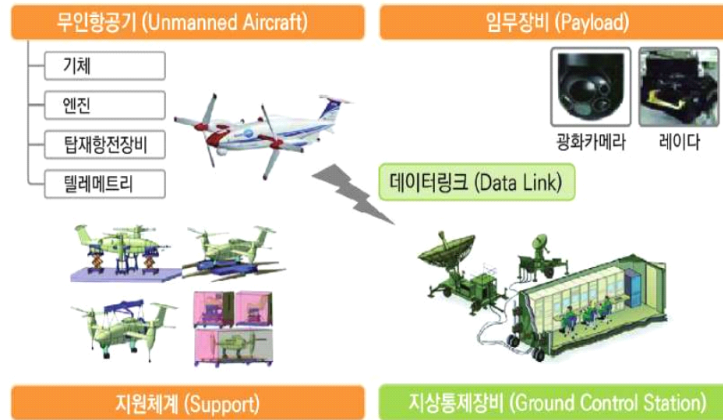 무인항공기 (Unmanned Aircraft)
기체
엔진
탑재항전장비
텔레메트리
임무장비 (Payload)
광화카메라
레이다
데이터링크 (Data Link)
지원체계 (Support)
지상통제장비 (Ground Control Station)